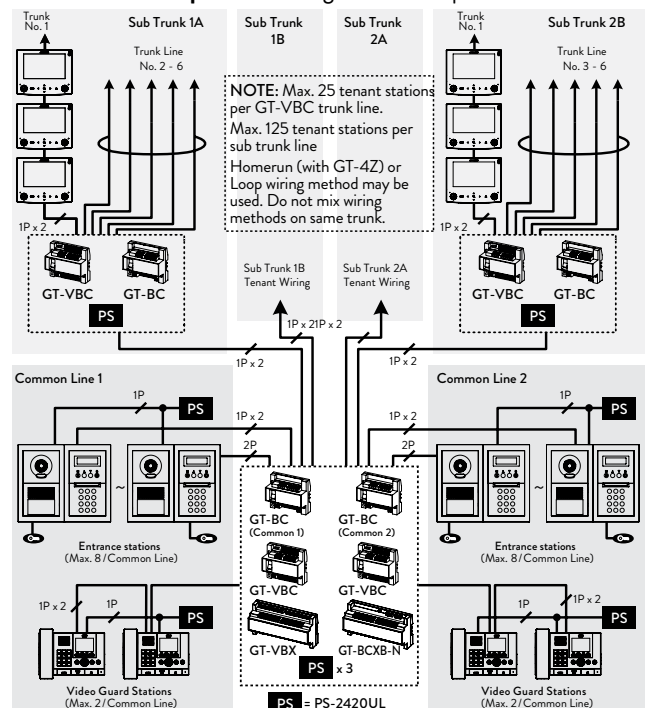 Trunk
No. 1
Sub Trunk 1A
Trunk Line
No. 2 - 6
Sub Trunk
1B
Sub Trunk
2A
Trunk
No. 1
Sub Trunk 2B
Trunk Line
No. 3 - 6
NOTE: Max. 25 tenant stations
per GT-VBC trunk line.
Max. 125 tenant stations per
sub trunk line
Homerun (with GT-4Z) or
Loop wiring method may be
used. Do not mix wiring
methods on same trunk.
1P x 2
GT-VBC
GT-BC
PS
Sub Trunk 1B
Tenant Wiring
Sub Trunk 2A
Tenant Wiring
1P x 2
GT-VBC
GT-BC
PS
1P x 2
1P x 2
1P x 2
1P x 2
Common Line 1
1P
PS
1P x 2
2P
Entrance stations
(Max. 8/Common Line)
1P x 2
1P
PS
Video Guard Stations
(Max. 2/Common Line)
GT-BC
(Common 1)
GT-BC
(Common 2)
GT-VBC
GT-VBC
GT-VBX
GT-BCXB-N
PS x 3
PS = PS-2420UL
Common Line 2
1P
PS
1P x 2
2P
Entrance stations
(Max. 8/Common Line)
1P x 2
1P
PS
Video Guard Stations
(Max. 2/Common Line)